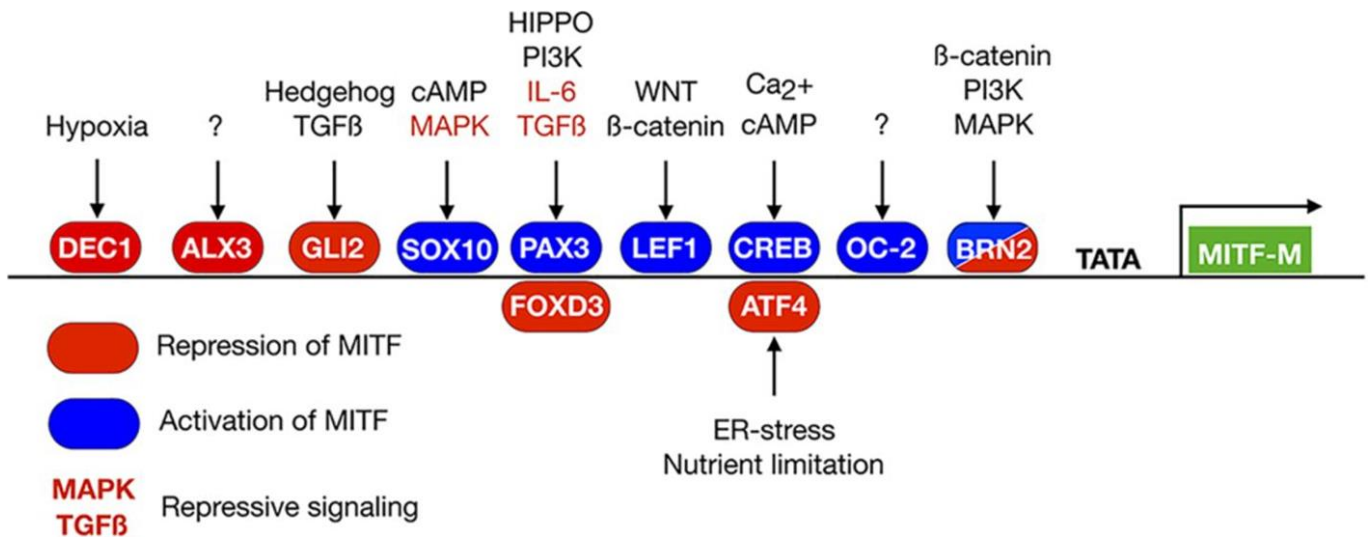 Hypoxia
?
Hedgehog
TGFß
cAMP
MAPK
HIPPO
PI3K
IL-6
TGFß
WNT
ß-catenin
Ca2+
cAMP
?
ß-catenin
PI3K
MAPK
DEC1
ALX3
GLI2
SOX10
PAX3
LEF1
CREB
OC-2
BRN2
TATA
MITF-M
FOXD3
ATF4
ER-stress
Nutrient limitation
Repression of MITF
Activation of MITF
MAPK
TGFß
Repressive signaling